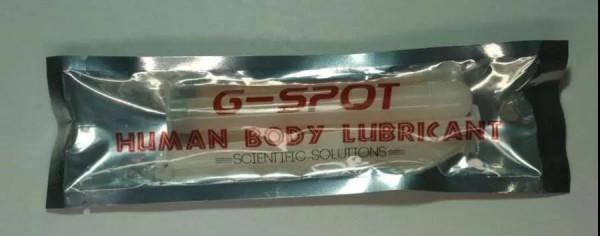 G-SPOT
HUMAN BODY LUBRICANT
SCIENTIFIC SOLUTIONS